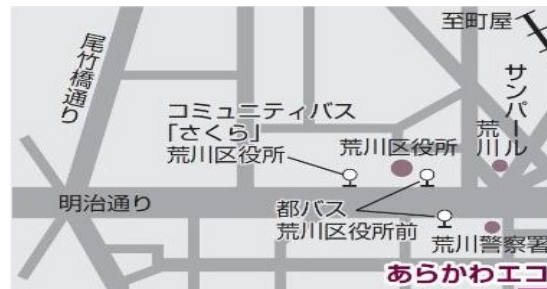 至町屋
尾竹橋通り
サンパール
荒川
コミュニティバス
「さくら」
荒川区役所
荒川区役所
明治通り
都バス
荒川区役所前
荒川警察署
あらかわエコ